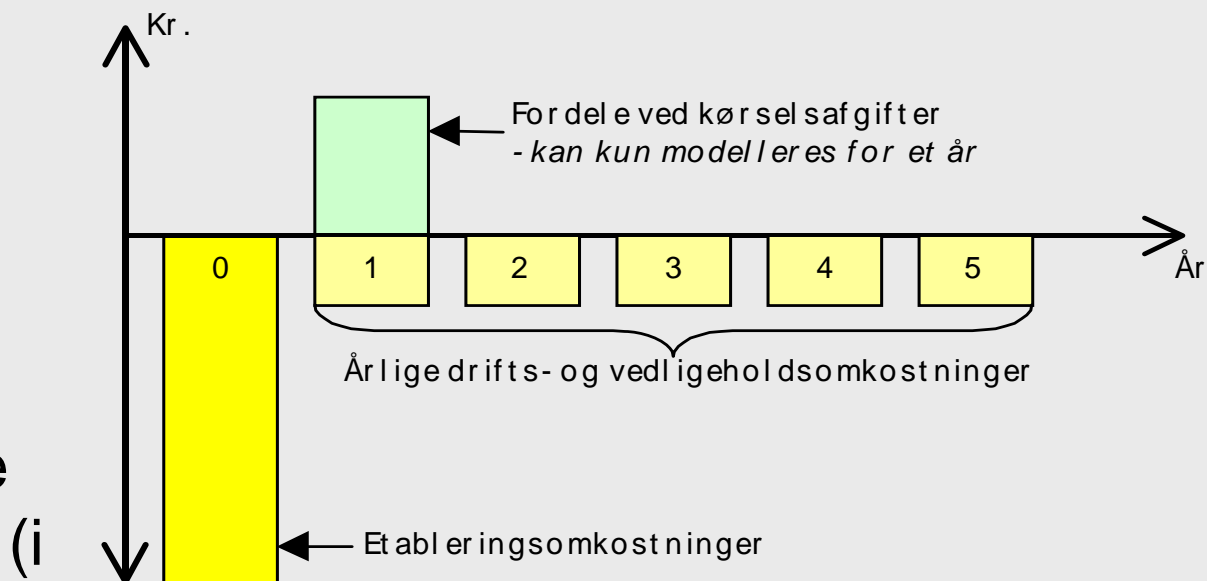 Kr.
Fordele ved kørselsafgifter
- kan kun modelleres for et år
0 1 2 3 4 5
År
Årlige drifts- og vedligeholdsomkostninger
e
(i
Etableringsomkostninger